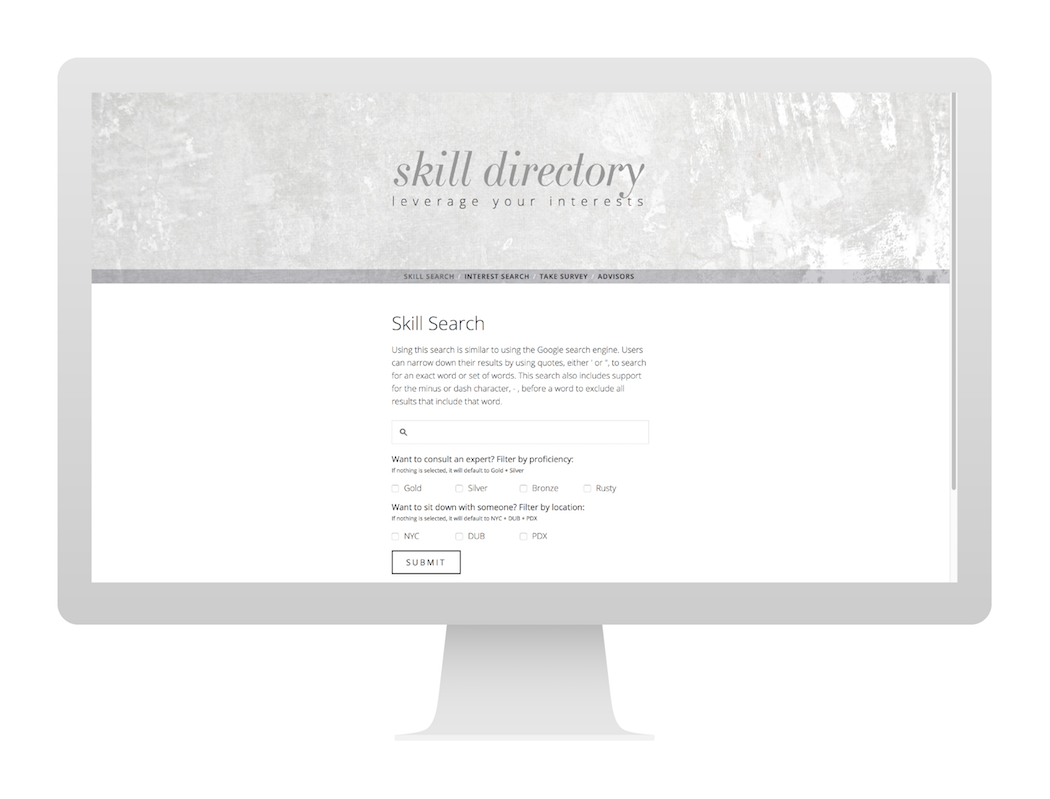 skill directory
leverage your interests
SKILL SEARCH / INTEREST SEARCH / TAKE SURVEY / ADVISORS
Skill Search
Using this search is similar to using the Google search engine. Users
can narrow down their results by using quotes, either ' or ", to search
for an exact word or set of words. This search also includes support
for the minus or dash character, - , before a word to exclude all
results that include that word.
Want to consult an expert? Filter by proficiency:
If nothing is selected, it will default to Gold + Silver
Gold Silver Bronze Rusty
Want to sit down with someone? Filter by location:
If nothing is selected, it will default to NYC + DUB + PDX
NYC DUB PDX
SUBMIT